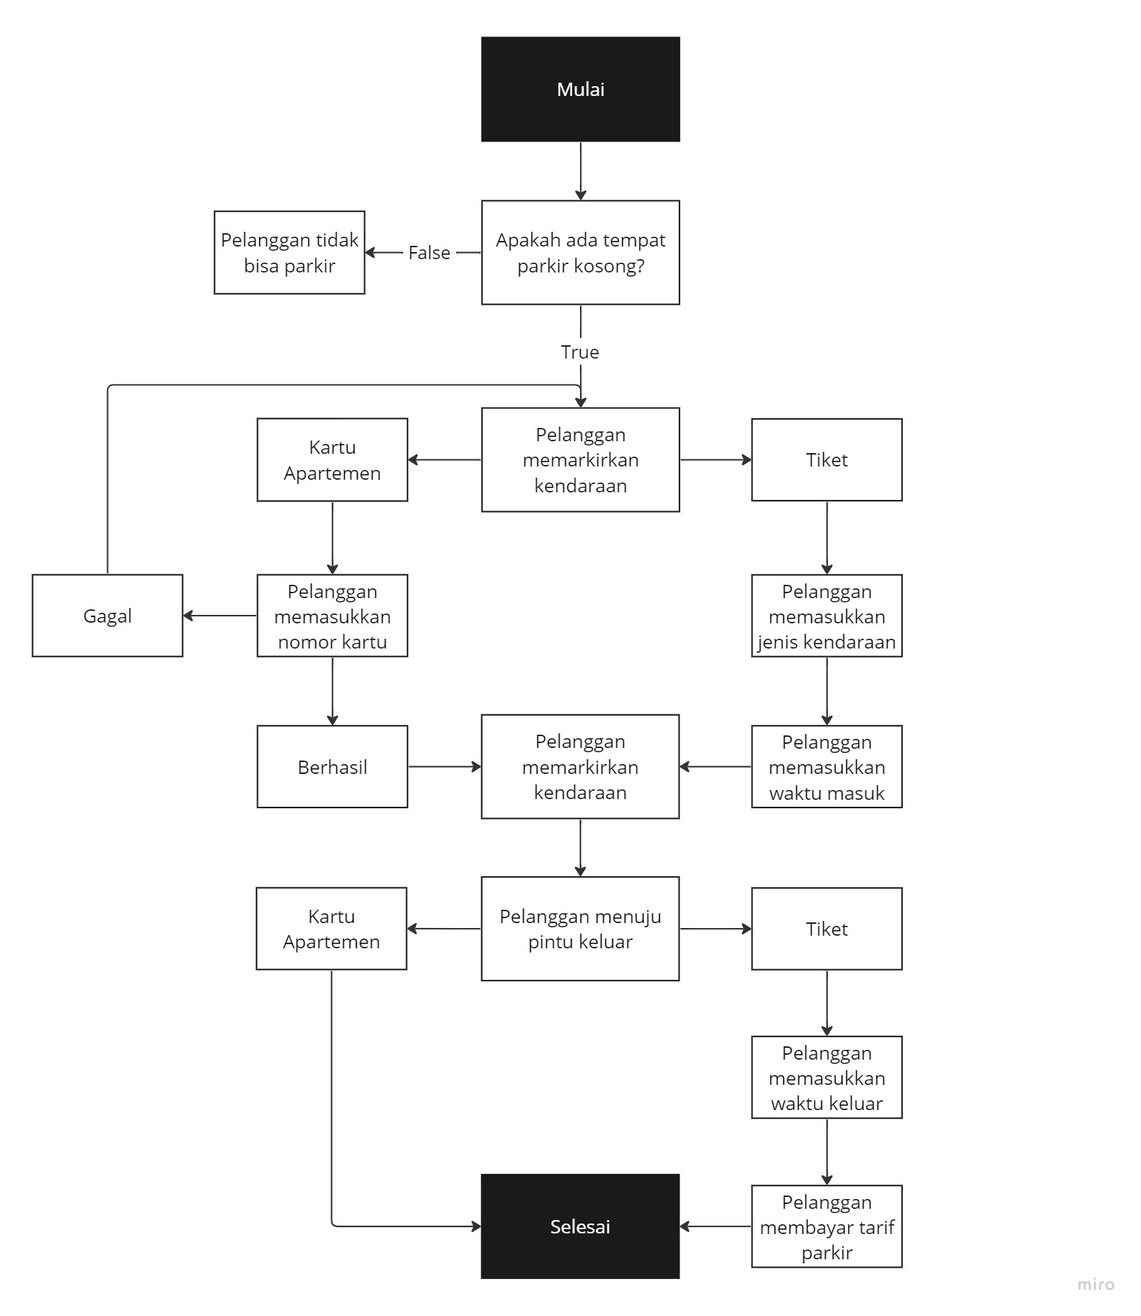 Mulai
Pelanggan tidak
bisa parkir
False
Apakah ada tempat
parkir kosong?
True
Kartu
Apartemen
Pelanggan
memarkirkan
kendaraan
Tiket
Gagal
Pelanggan
memasukkan
nomor kartu
Pelanggan
memasukkan
jenis kendaraan
Berhasil
Pelanggan
memarkirkan
kendaraan
Pelanggan
memasukkan
waktu masuk
Kartu
Apartemen
Pelanggan menuju
pintu keluar
Tiket
Pelanggan
memasukkan
waktu keluar
Selesai
Pelanggan
membayar tarif
parkir
miro